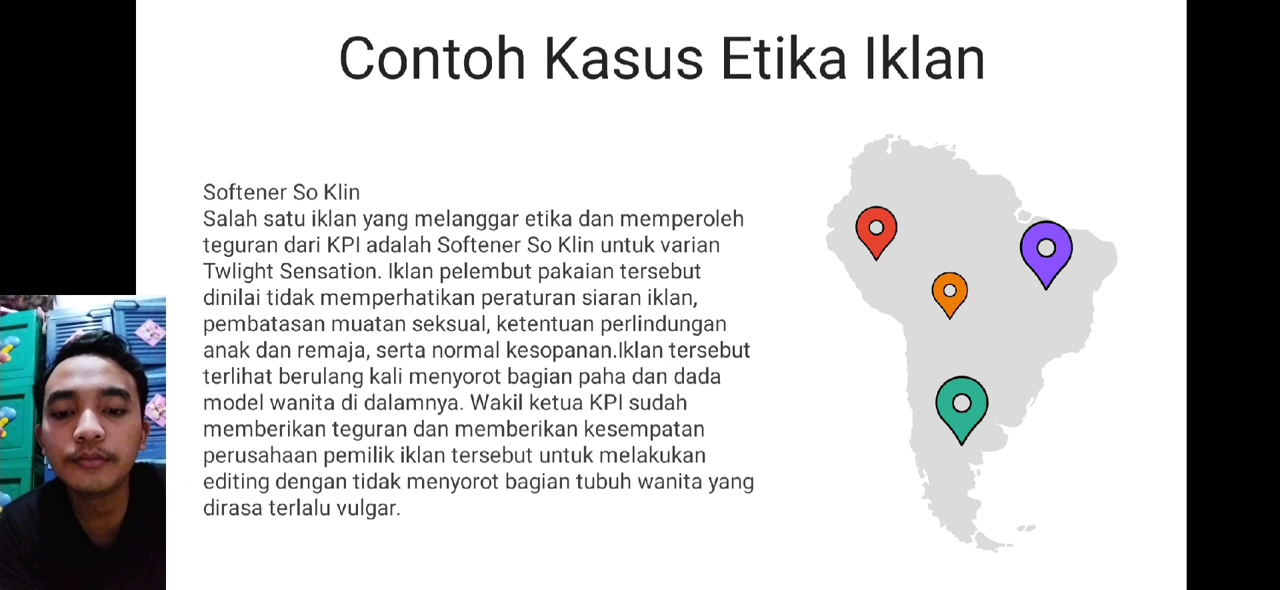 Contoh Kasus Etika Iklan
Softener So Klin
Salah satu iklan yang melanggar etika dan memperoleh
teguran dari KPI adalah Softener So Klin untuk varian
Twlight Sensation. Iklan pelembut pakaian tersebut
dinilai tidak memperhatikan peraturan siaran iklan,
pembatasan muatan seksual, ketentuan perlindungan
anak dan remaja, serta normal kesopanan.Iklan tersebut
terlihat berulang kali menyorot bagian paha dan dada
model wanita di dalamnya. Wakil ketua KPI sudah
memberikan teguran dan memberikan kesempatan
perusahaan pemilik iklan tersebut untuk melakukan
editing dengan tidak menyorot bagian tubuh wanita yang
dirasa terlalu vulgar.